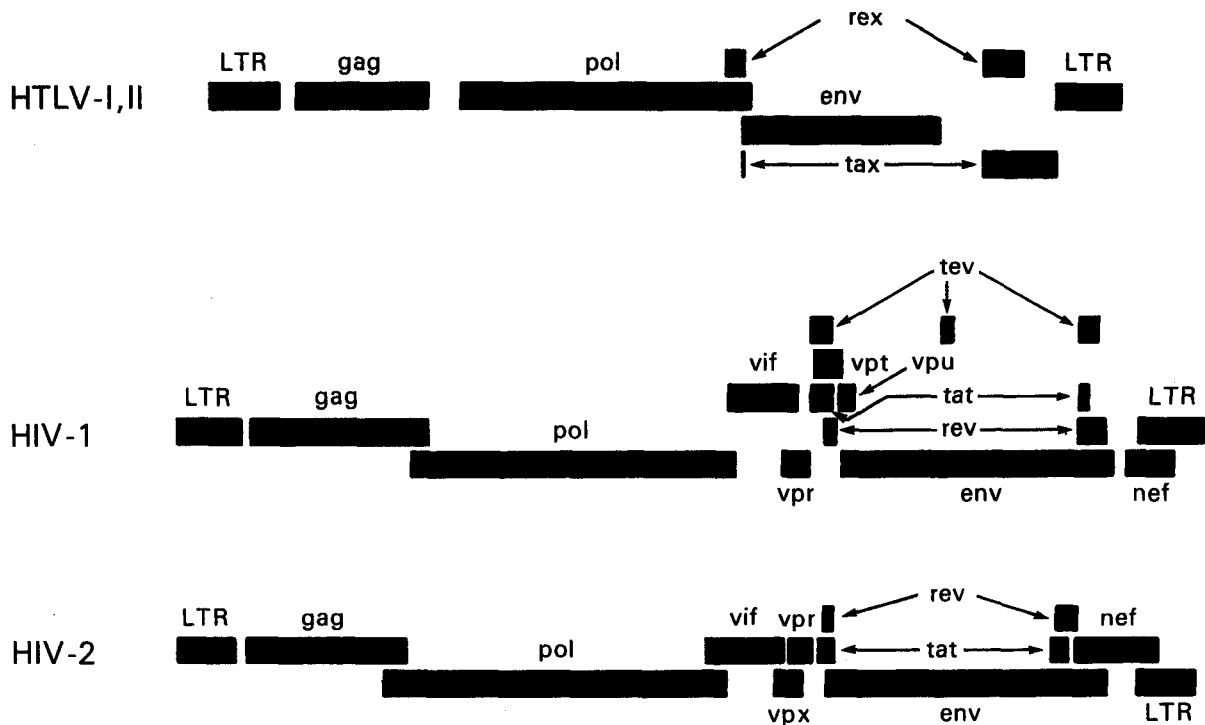 rex
LTR gag pol LTR
HTLV-I,II
env
tax
tev
vif vpt vpu
LTR gag tat LTR
HIV-1 pol rev
vpr env nef
rev
LTR gag vif vpr nef
HIV-2 pol tat
vpx env LTR